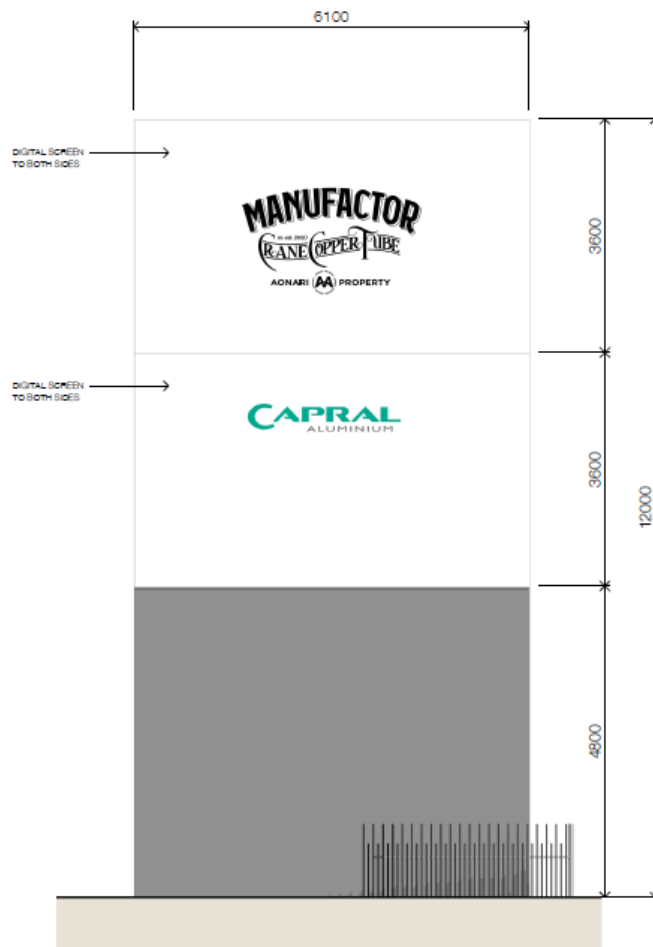 6100
DIGITAL SCREEN
TO BOTH SIDES
MANUFACTOR
CRANE COPPER TUBE
AONARI AA PROPERTY
3600
DIGITAL SCREEN
TO BOTH SIDES
CAPRAL
ALUMINIUM
3600
12000
4800